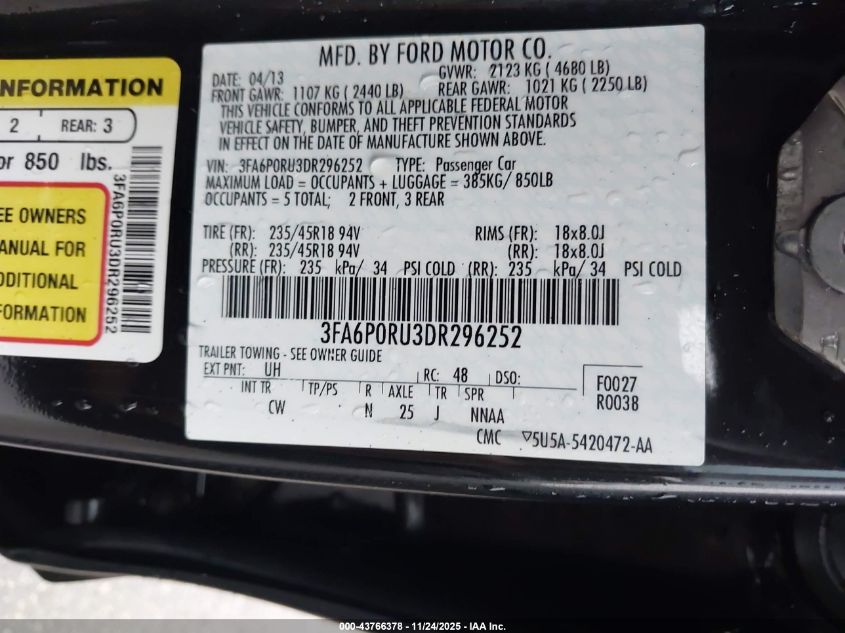 MFD. BY FORD MOTOR CO.
DATE: 04/13 GVWR: 2123 KG ( 4680 LB)
FRONT GAWR: 1107 KG ( 2440 LB) REAR GAWR: 1021 KG ( 2250 LB)
THIS VEHICLE CONFORMS TO ALL APPLICABLE FEDERAL MOTOR
VEHICLE SAFETY, BUMPER, AND THEFT PREVENTION STANDARDS
IN EFFECT ON THE DATE OF MANUFACTURE SHOWN ABOVE.
VIN: 3FA6P0RU3DR296252 TYPE: Passenger Car
MAXIMUM LOAD = OCCUPANTS + LUGGAGE = 385KG/ 850LB
OCCUPANTS = 5 TOTAL; 2 FRONT, 3 REAR
TIRE (FR): 235/45R18 94V RIMS (FR): 18x8.0J
(RR): 235/45R18 94V (RR): 18x8.0J
PRESSURE (FR): 235 kPa/ 34 PSI COLD (RR): 235 kPa/ 34 PSI COLD
3FA6P0RU3DR296252
TRAILER TOWING - SEE OWNER GUIDE
EXT PNT: UH RC: 48 DSO: F0027
INT TR TP/PS R AXLE TR SPR R0038
CW N 25 J NNAA
CMC ▽5U5A-5420472-AA
NFORMATION
2 REAR: 3
or 850 lbs.
EE OWNERS
ANUAL FOR
DDITIONAL
FORMATION
3FA6P0RU3DR296252
000-43766378 - 11/24/2025 - IAA Inc.